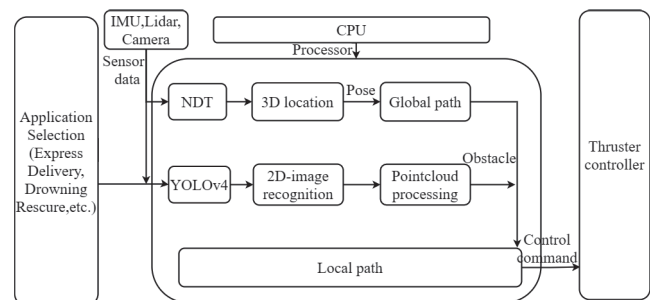 IMU,Lidar,
Camera
CPU
Sensor
data
Processor
Application
Selection
(Express
Delivery,
Drowning
Rescure,etc.)
NDT
3D location
Pose
Global path
YOLOv4
2D-image
recognition
Pointcloud
processing
Obstacle
Local path
Control
command
Thruster
controller